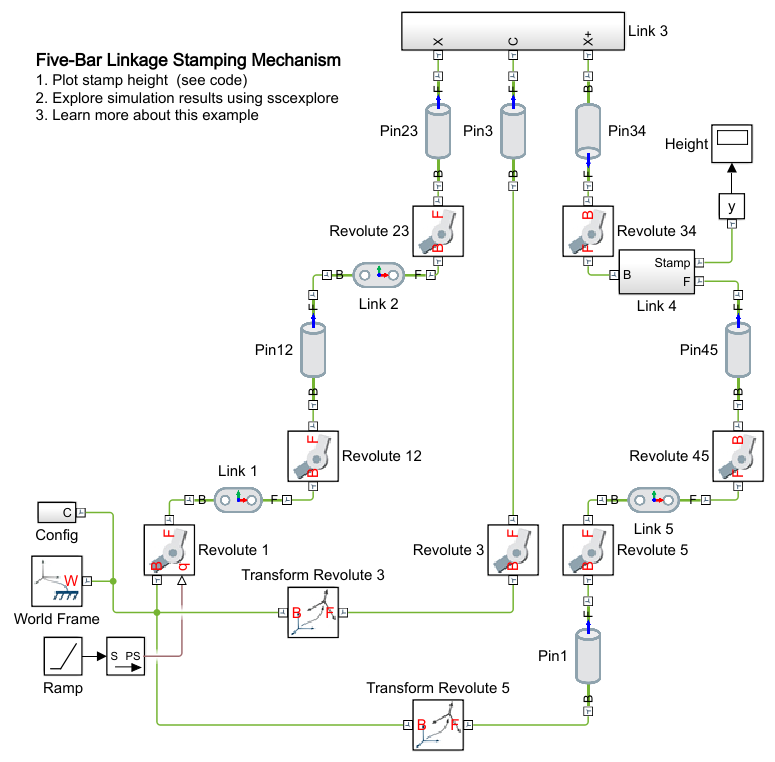 Link 3
X C X+
Five-Bar Linkage Stamping Mechanism
1. Plot stamp height (see code)
2. Explore simulation results using sscexplore
3. Learn more about this example
F F B
Pin23 Pin3 Pin34
Height
B B F
y
F B
Revolute 23 Revolute 34
B F
Stamp
B F B F
Link 2 Link 4
F F
Pin12 Pin45
B B
F B
Revolute 12 Revolute 45
B F
Link 1
B F B F
Link 5
C
Config
F F F
Revolute 1 Revolute 3 Revolute 5
B q B B
Transform Revolute 3
W
World Frame
B F F
S PS
Ramp
Pin1
Transform Revolute 5
B
B F